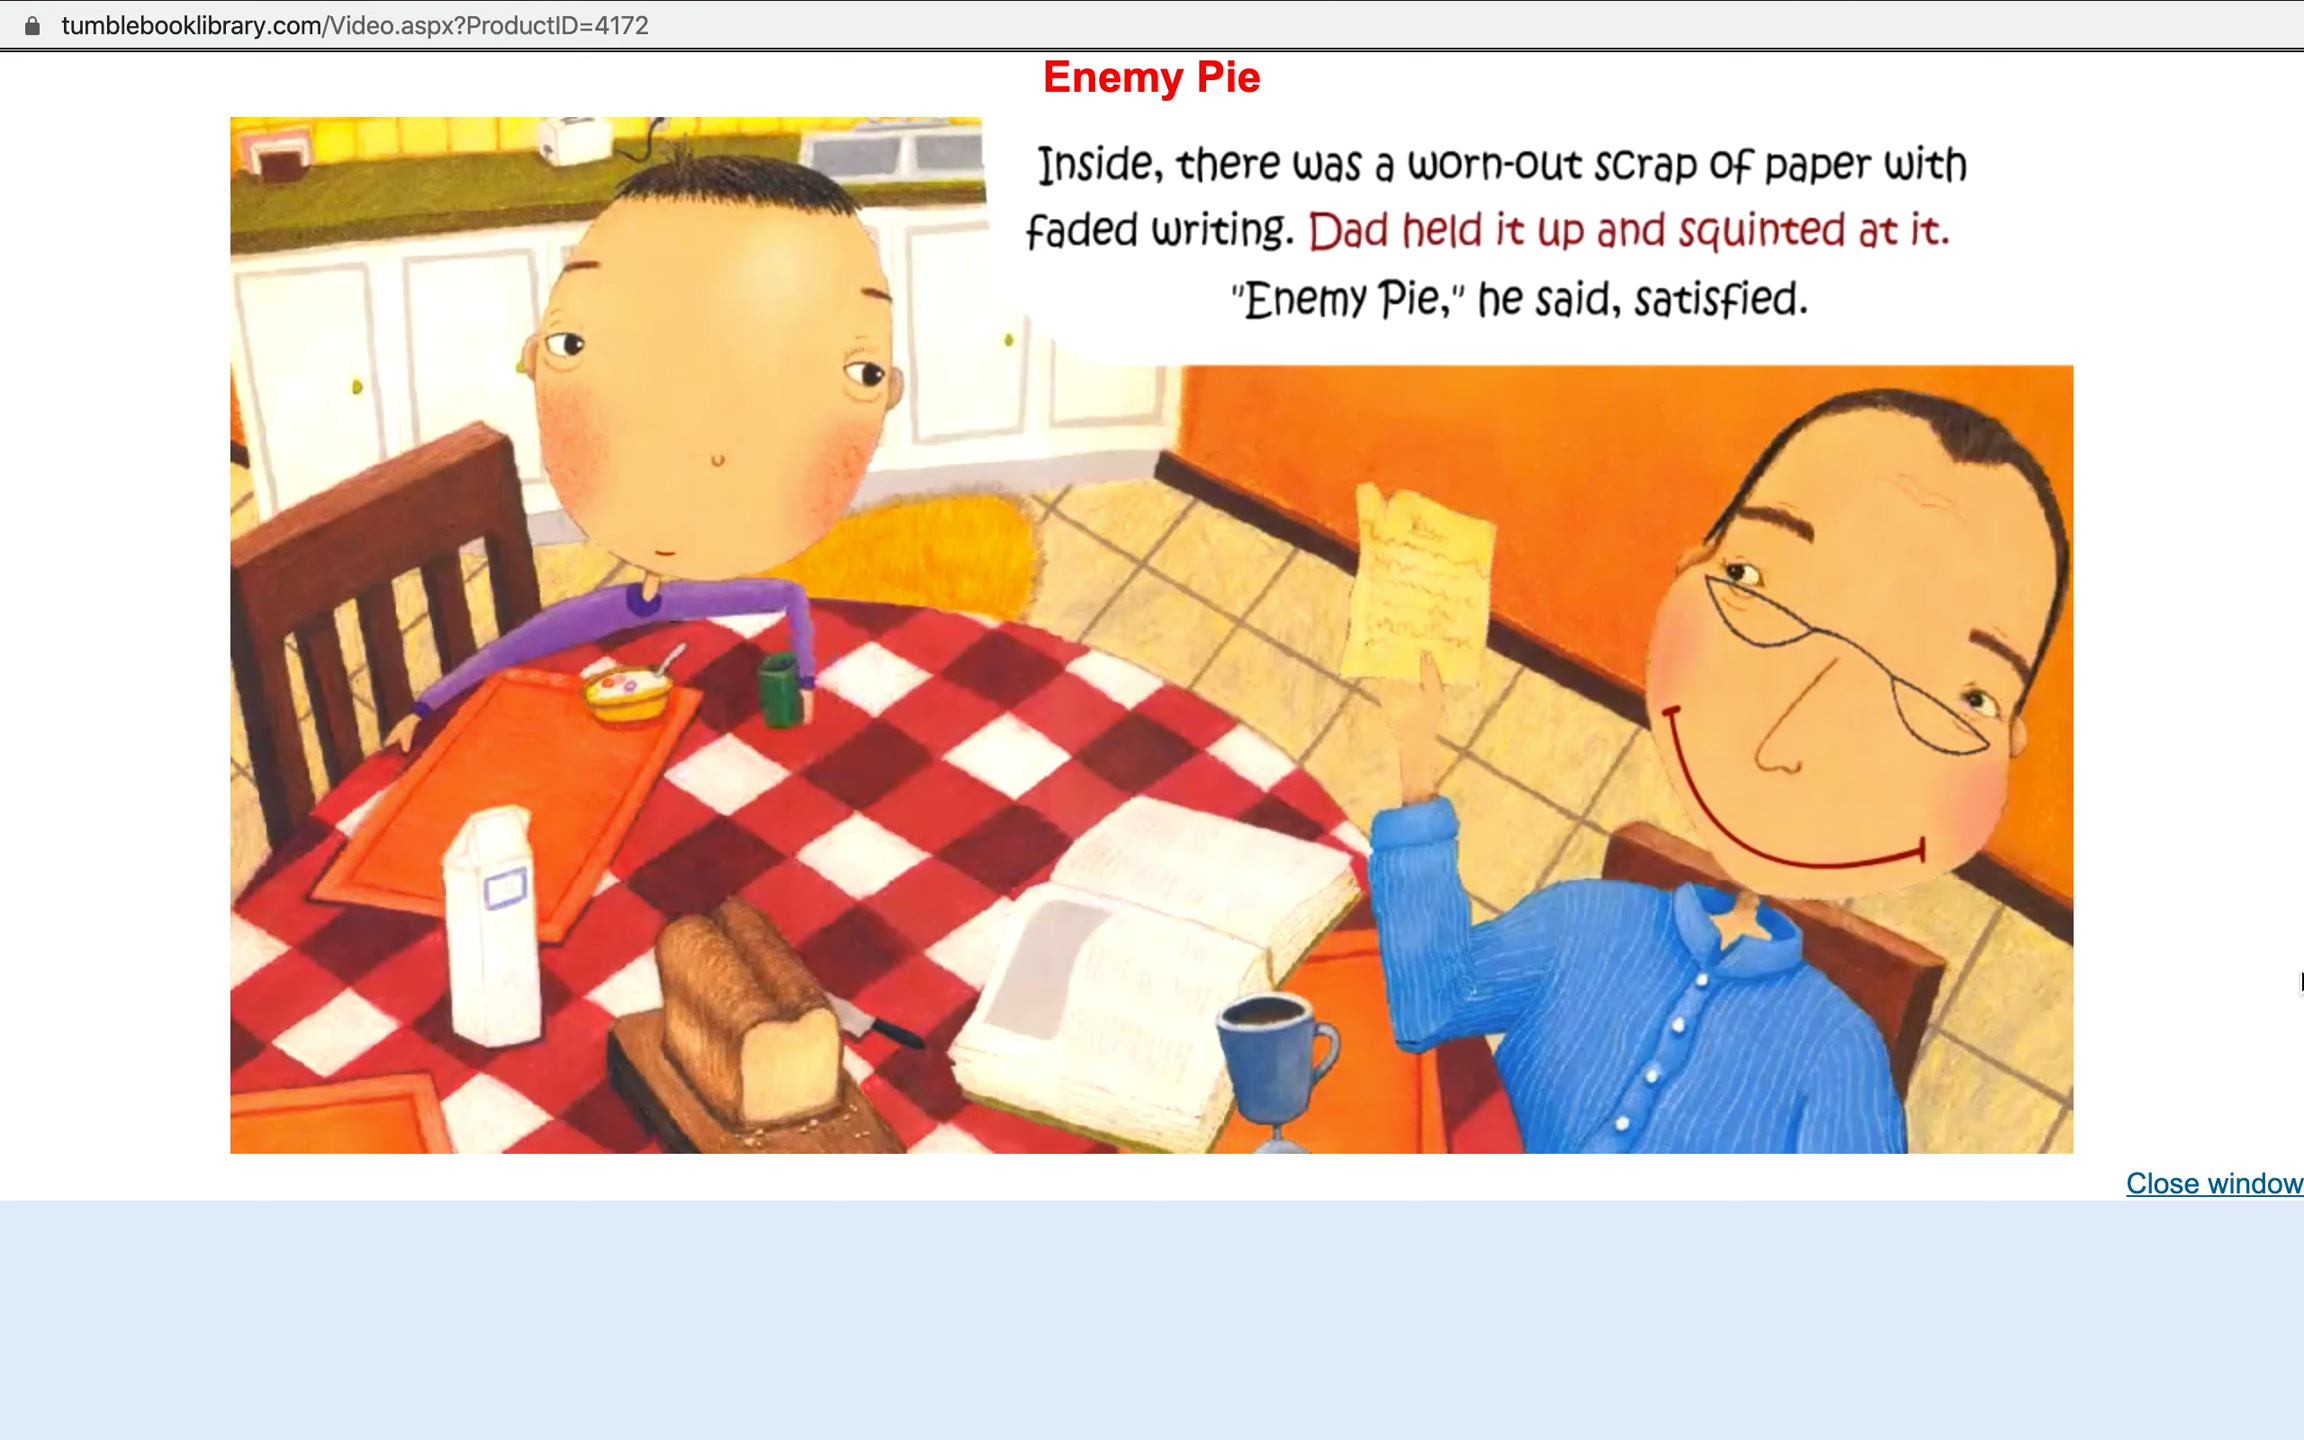 tumblebooklibrary.com/Video.aspx?ProductID=4172
Enemy Pie
Inside, there was a worn-out scrap of paper with
faded writing. Dad held it up and squinted at it.
"Enemy Pie," he said, satisfied.
Close window